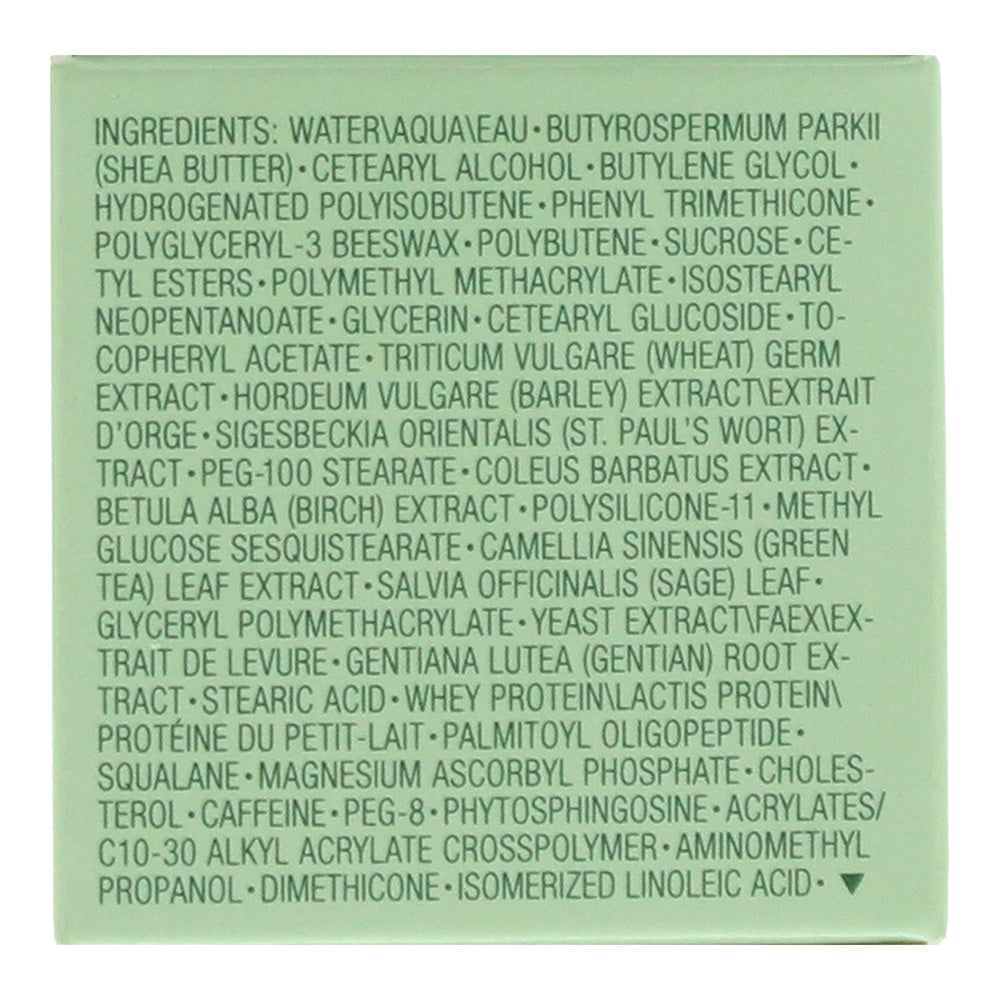 INGREDIENTS: WATER\AQUA\EAU•BUTYROSPERMUM PARKII
(SHEA BUTTER)•CETEARYL ALCOHOL•BUTYLENE GLYCOL•
HYDROGENATED POLYISOBUTENE•PHENYL TRIMETHICONE•
POLYGLYCERYL-3 BEESWAX•POLYBUTENE•SUCROSE•CE-
TYL ESTERS•POLYMETHYL METHACRYLATE•ISOSTEARYL
NEOPENTANOATE•GLYCERIN•CETEARYL GLUCOSIDE•TO-
COPHERYL ACETATE•TRITICUM VULGARE (WHEAT) GERM
EXTRACT•HORDEUM VULGARE (BARLEY) EXTRACT\EXTRAIT
D'ORGE•SIGESBECKIA ORIENTALIS (ST. PAUL'S WORT) EX-
TRACT•PEG-100 STEARATE•COLEUS BARBATUS EXTRACT•
BETULA ALBA (BIRCH) EXTRACT•POLYSILICONE-11•METHYL
GLUCOSE SESQUISTEARATE•CAMELLIA SINENSIS (GREEN
TEA) LEAF EXTRACT•SALVIA OFFICINALIS (SAGE) LEAF•
GLYCERYL POLYMETHACRYLATE•YEAST EXTRACT\FAEX\EX-
TRAIT DE LEVURE•GENTIANA LUTEA (GENTIAN) ROOT EX-
TRACT•STEARIC ACID•WHEY PROTEIN\LACTIS PROTEIN\
PROTÉINE DU PETIT-LAIT•PALMITOYL OLIGOPEPTIDE•
SQUALANE•MAGNESIUM ASCORBYL PHOSPHATE•CHOLES-
TEROL•CAFFEINE•PEG-8•PHYTOSPHINGOSINE•ACRYLATES/
C10-30 ALKYL ACRYLATE CROSSPOLYMER•AMINOMETHYL
PROPANOL•DIMETHICONE•ISOMERIZED LINOLEIC ACID• ▼